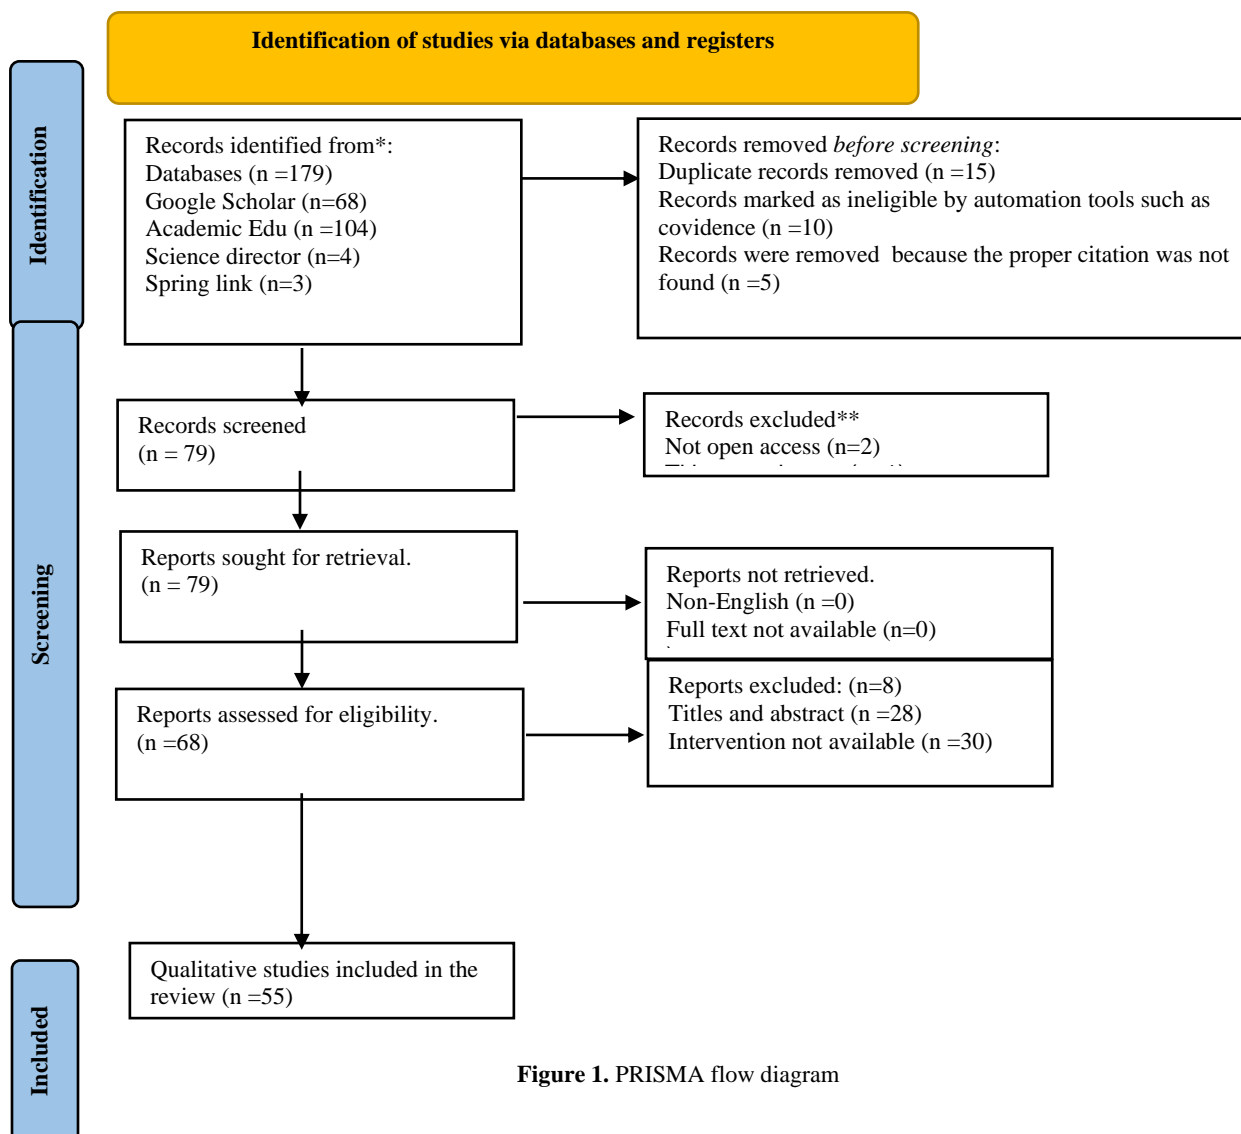 Identification of studies via databases and registers
Identification
Records identified from*:
Databases (n =179)
Google Scholar (n=68)
Academic Edu (n =104)
Science director (n=4)
Spring link (n=3)
Records removed before screening:
Duplicate records removed (n =15)
Records marked as ineligible by automation tools such as
covidence (n =10)
Records were removed because the proper citation was not
found (n =5)
Screening
Records screened
(n = 79)
Records excluded**
Not open access (n=2)
Reports sought for retrieval.
(n = 79)
Reports not retrieved.
Non-English (n =0)
Full text not available (n=0)
Reports assessed for eligibility.
(n =68)
Reports excluded: (n=8)
Titles and abstract (n =28)
Intervention not available (n =30)
Included
Qualitative studies included in the
review (n =55)
Figure 1. PRISMA flow diagram